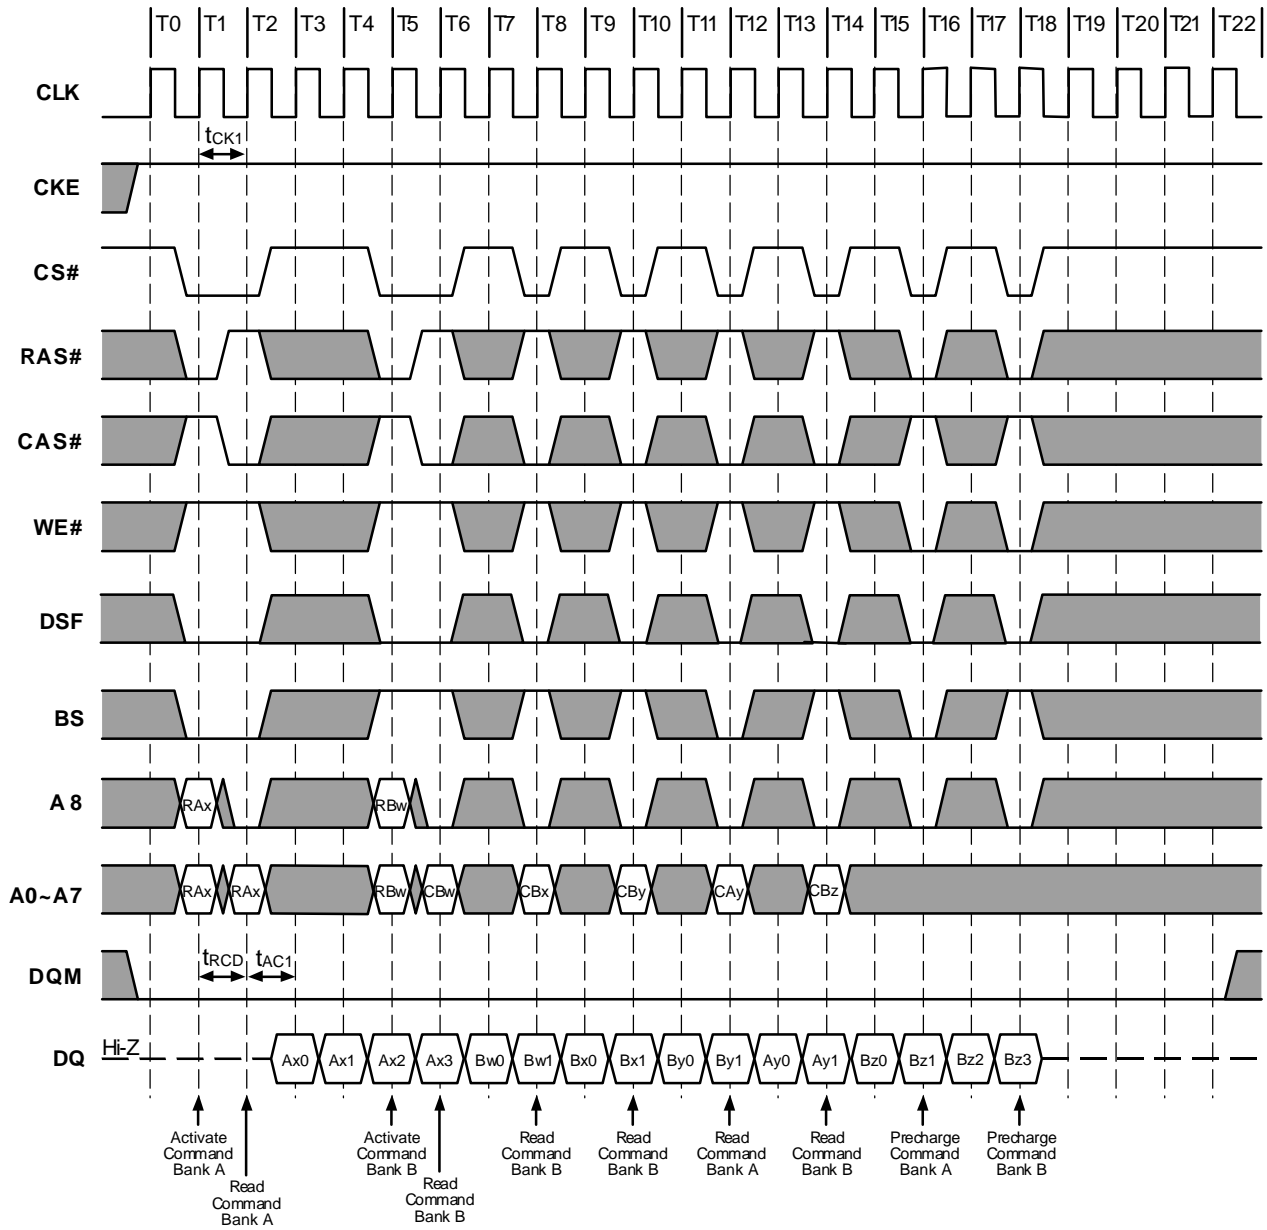 T0 T1 T2 T3 T4 T5 T6 T7 T8 T9 T10 T11 T12 T13 T14 T15 T16 T17 T18 T19 T20 T21 T22
CLK
tCK1
CKE
CS#
RAS#
CAS#
WE#
DSF
BS
A8 RAx RBw
A0~A7 RAx RAx RBw CBw CBx CBy CAy CBz
tRCD tAC1
DQM
Hi-Z
DQ Ax0 Ax1 Ax2 Ax3 Bw0 Bw1 Bx0 Bx1 By0 By1 Ay0 Ay1 Bz0 Bz1 Bz2 Bz3
Activate
Command
Bank A
Read
Command
Bank A
Activate
Command
Bank B
Read
Command
Bank B
Read
Command
Bank B
Read
Command
Bank B
Read
Command
Bank A
Read
Command
Bank B
Precharge
Command
Bank A
Precharge
Command
Bank B